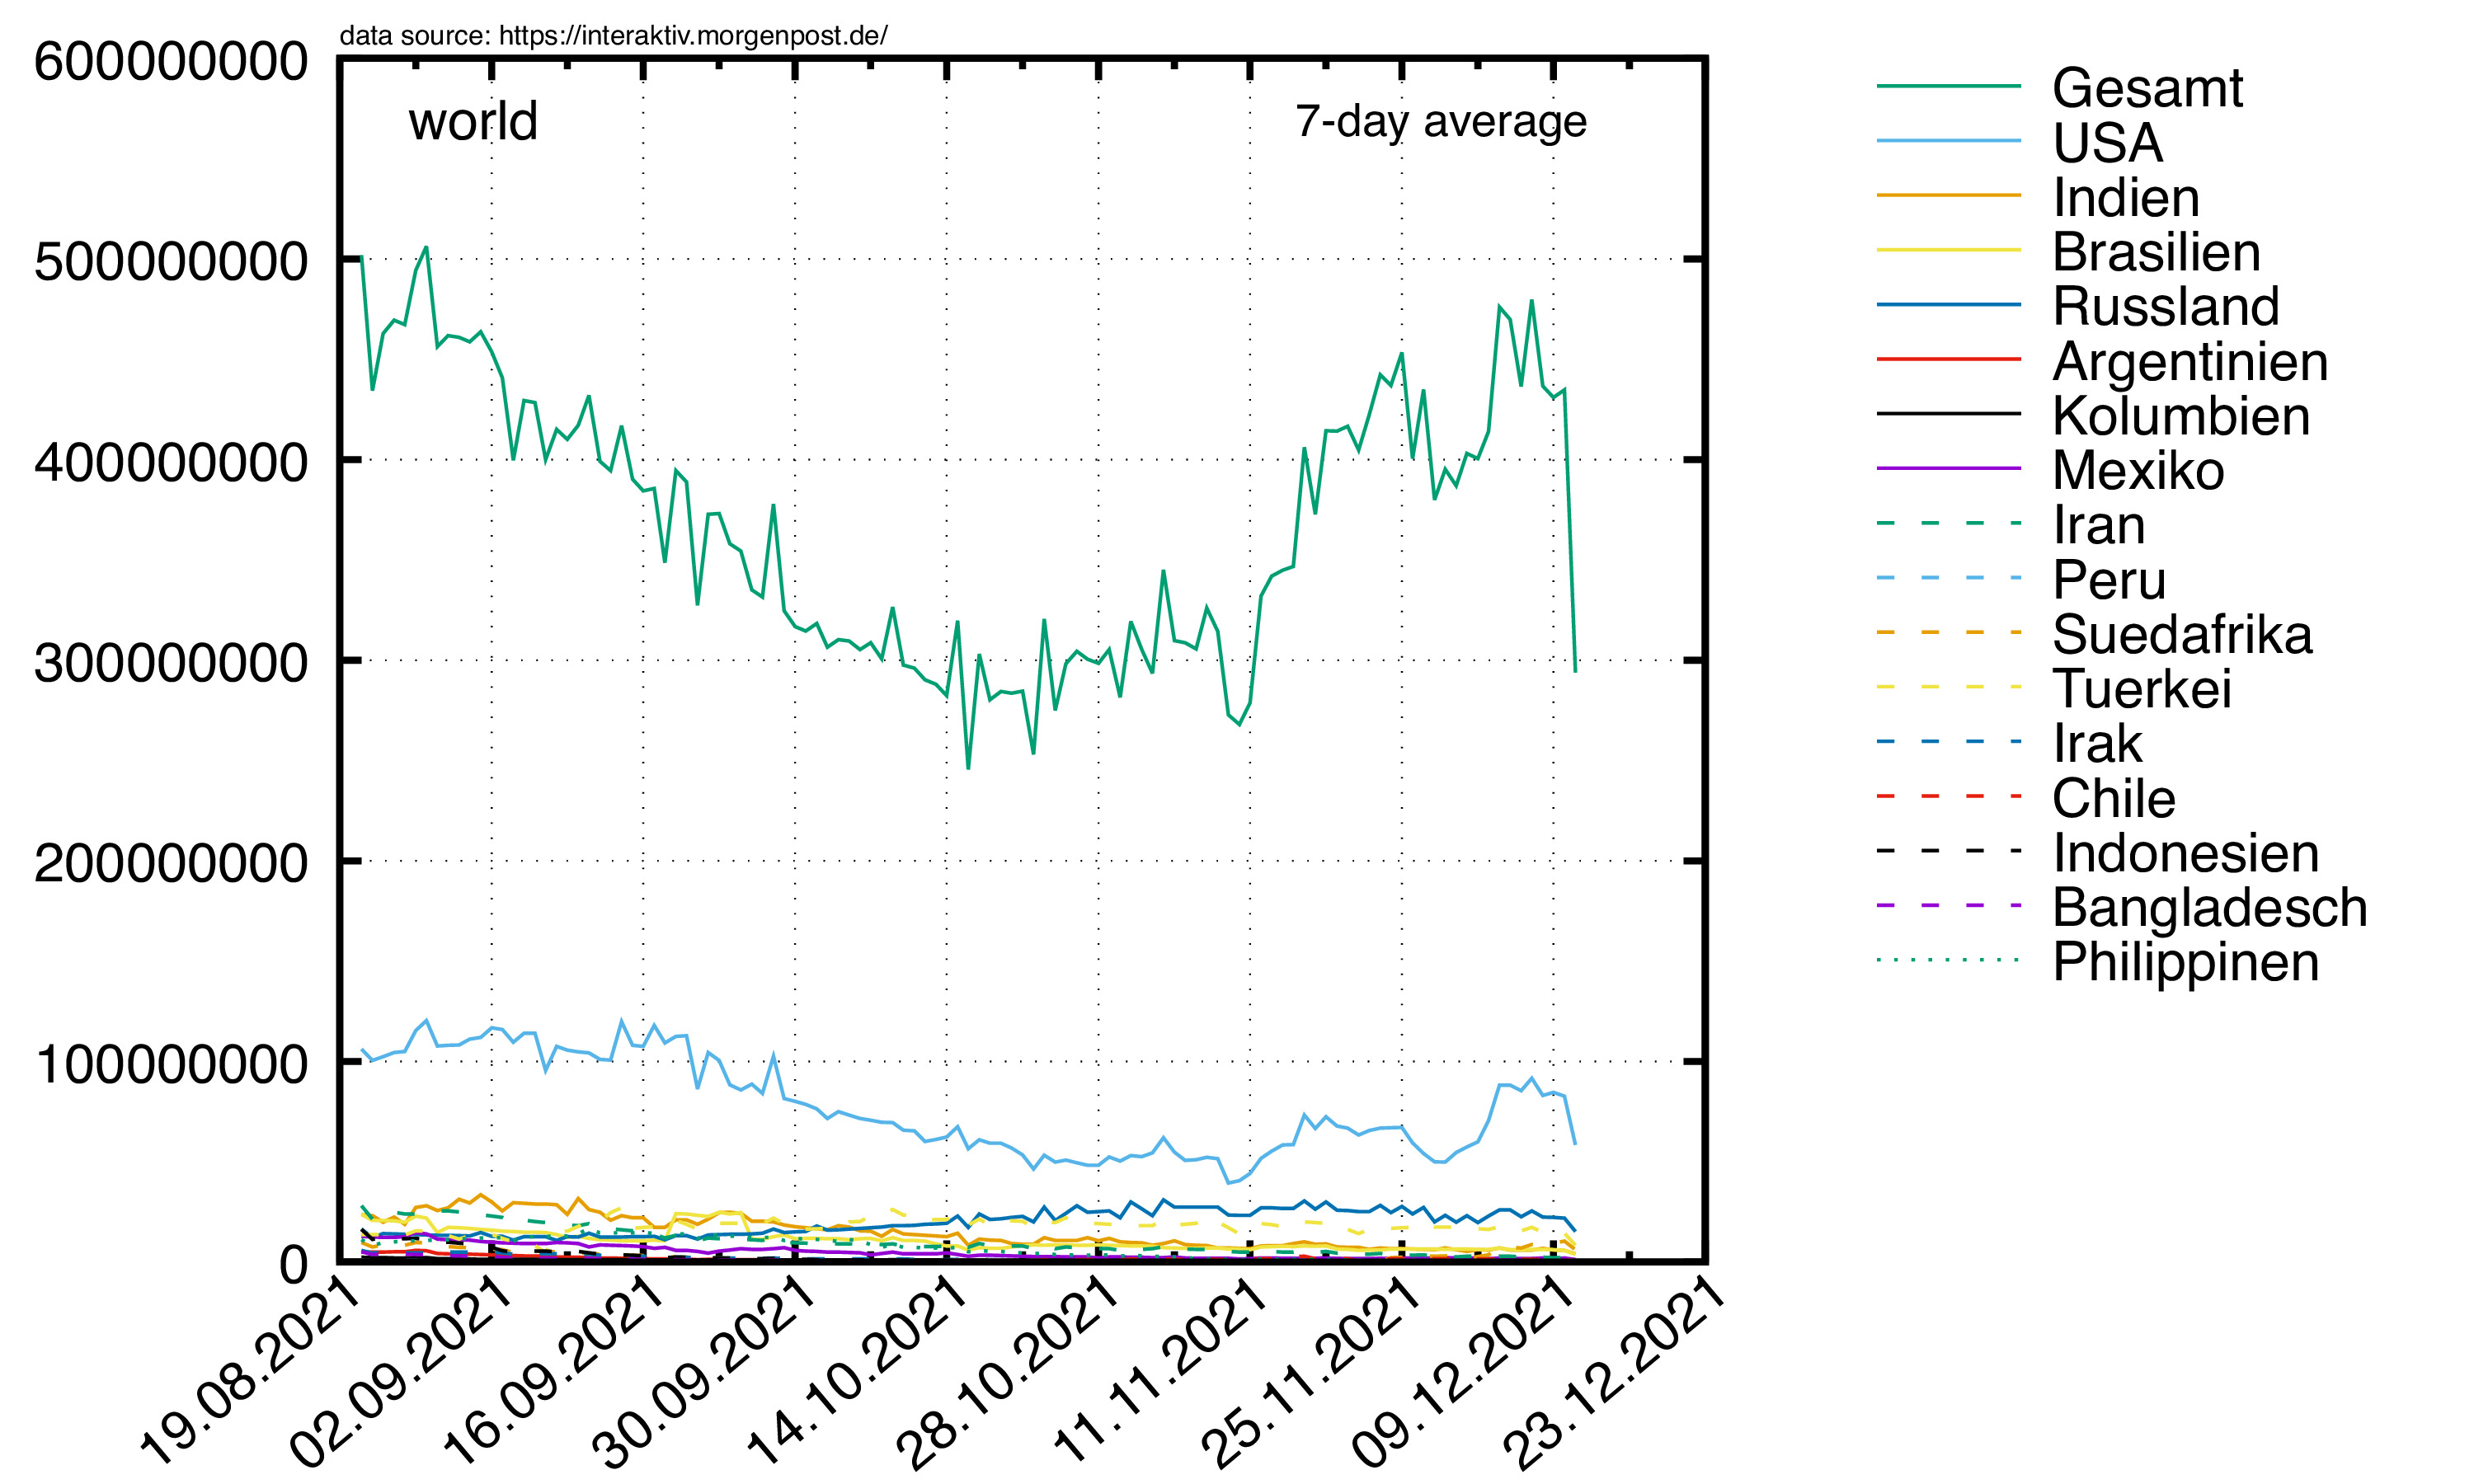 data source: https://interaktiv.morgenpost.de/
world
7-day average
600000000
500000000
400000000
300000000
200000000
100000000
0
19.08.2021
02.09.2021
16.09.2021
30.09.2021
14.10.2021
28.10.2021
11.11.2021
25.11.2021
09.12.2021
23.12.2021
Gesamt
USA
Indien
Brasilien
Russland
Argentinien
Kolumbien
Mexiko
Iran
Peru
Suedafrika
Tuerkei
Irak
Chile
Indonesien
Bangladesch
Philippinen